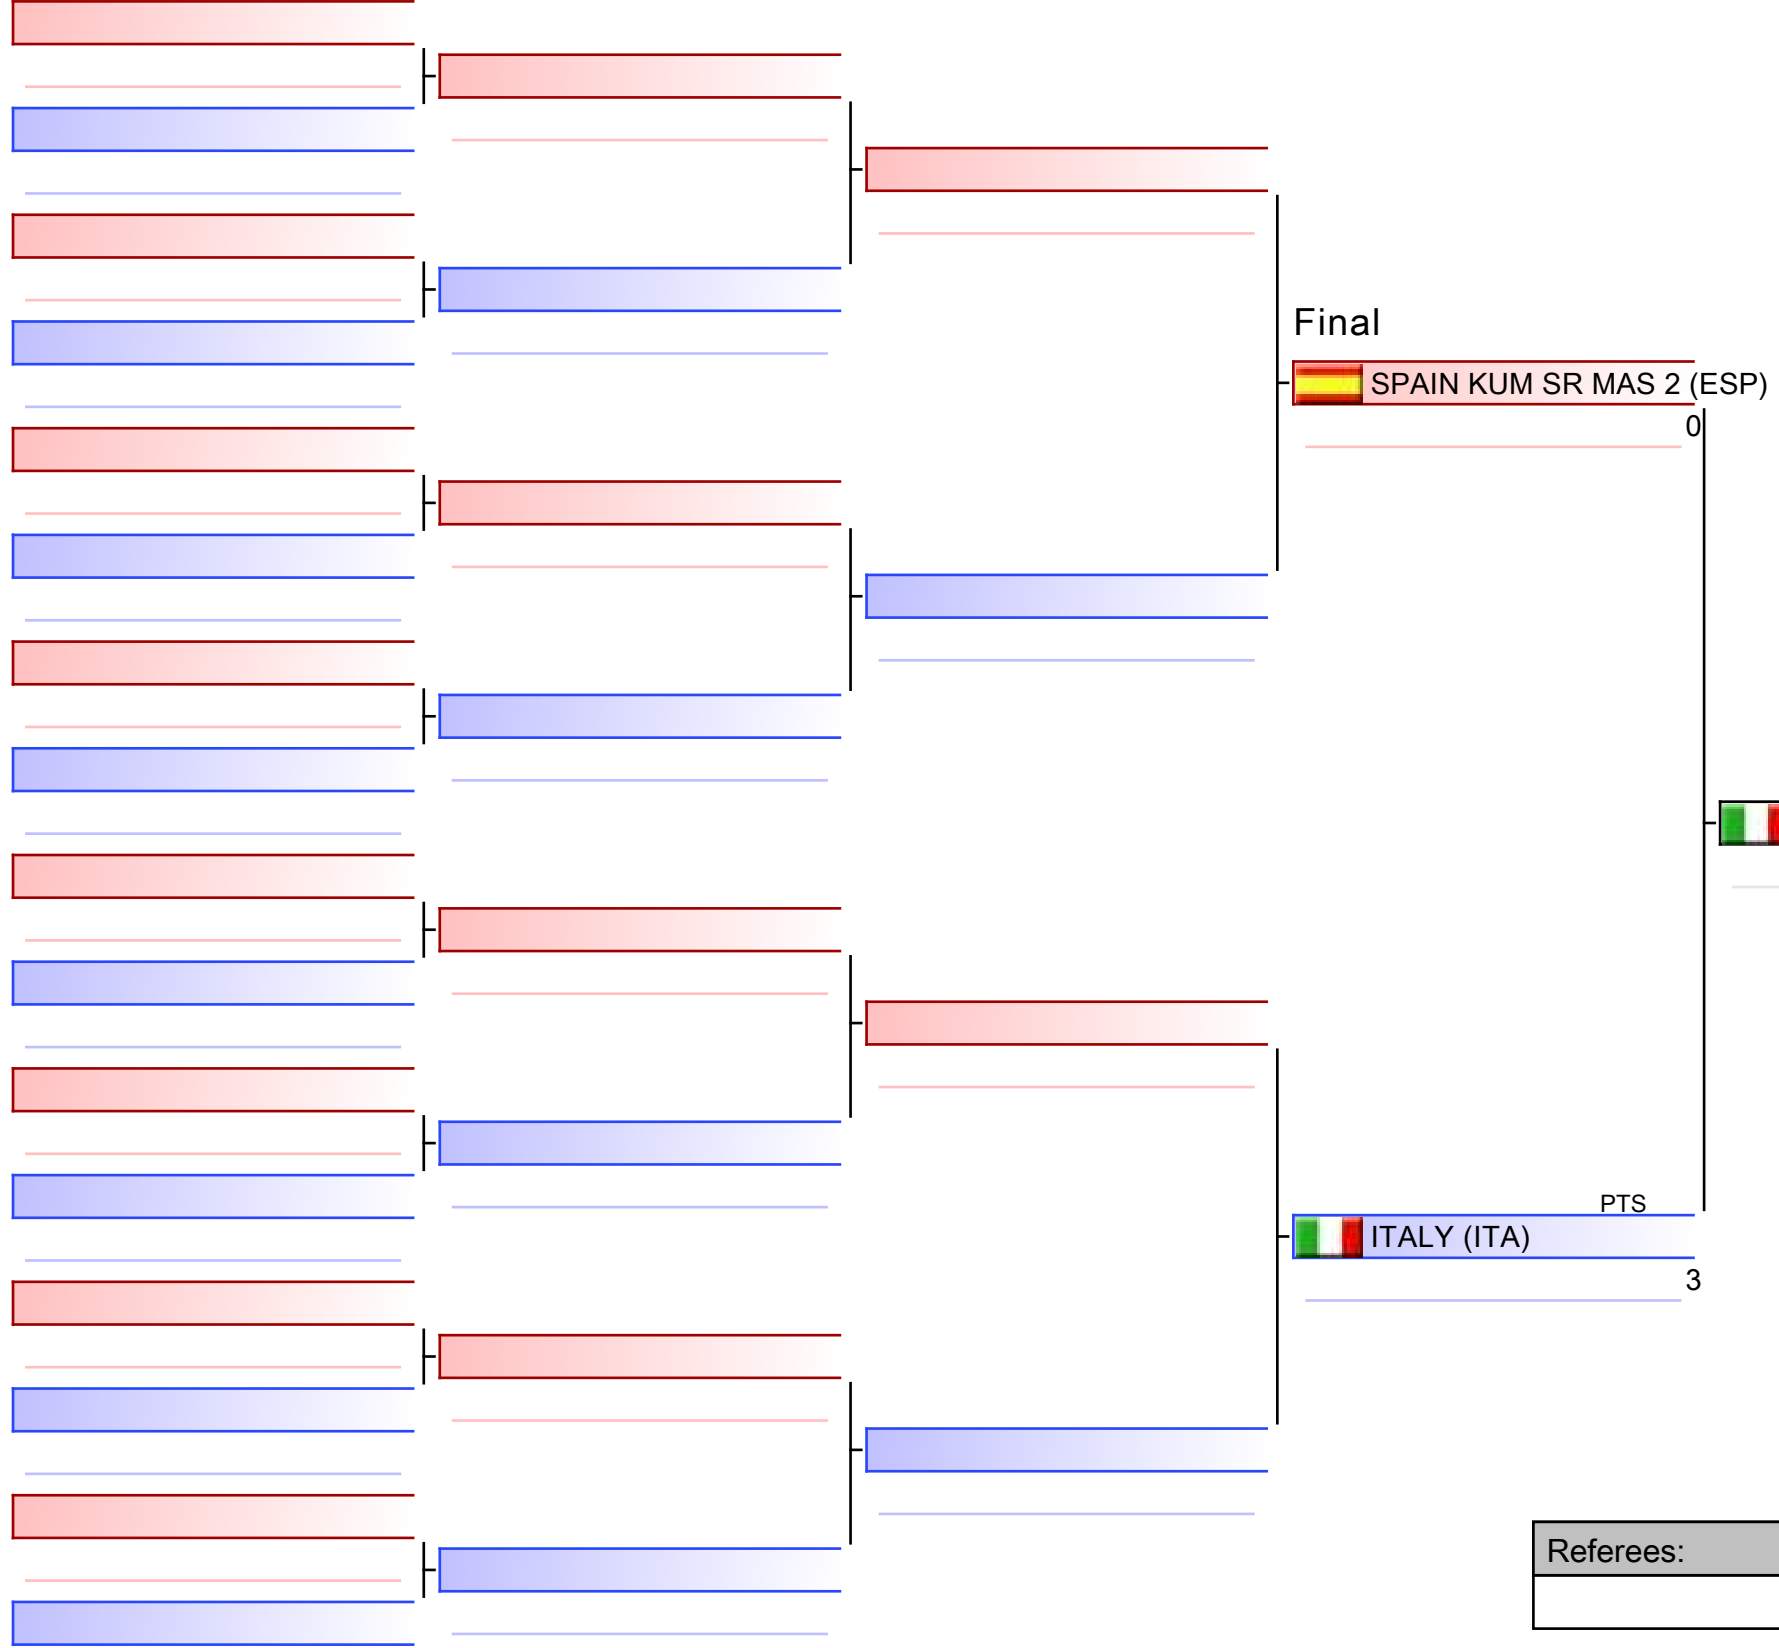 Final
SPAIN KUM SR MAS 2 (ESP)
0
PTS
ITALY (ITA)
3
Referees: